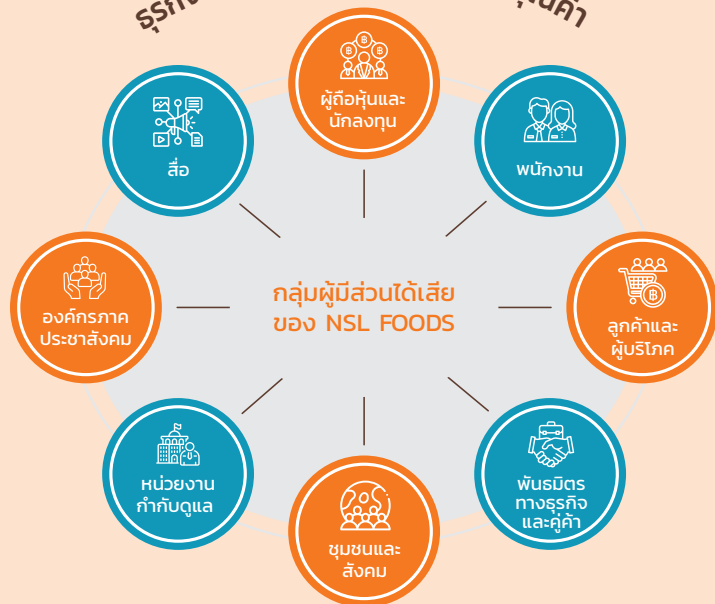 ผู้ถือหุ้นและ
นักลงทุน
สื่อ
พนักงาน
กลุ่มผู้มีส่วนได้เสีย
ของ NSL FOODS
องค์กรภาค
ประชาสังคม
ลูกค้าและ
ผู้บริโภค
หน่วยงาน
กำกับดูแล
พันธมิตร
ทางธุรกิจ
และคู่ค้า
ชุมชนและ
สังคม